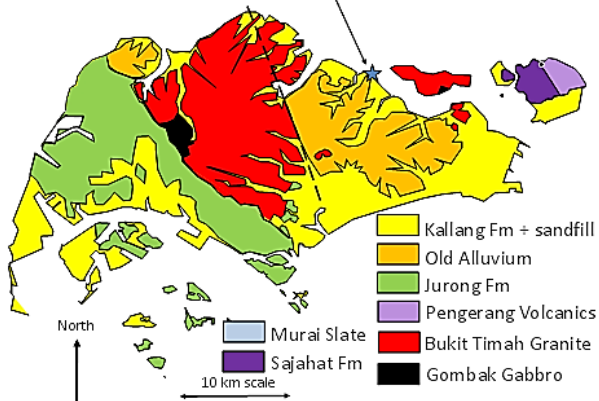 Kallang Fm + sandfill
Old Alluvium
Jurong Fm
Pengerang Volcanics
Bukit Timah Granite
Gombak Gabbro
Murai Slate
Sajahat Fm
North
10 km scale